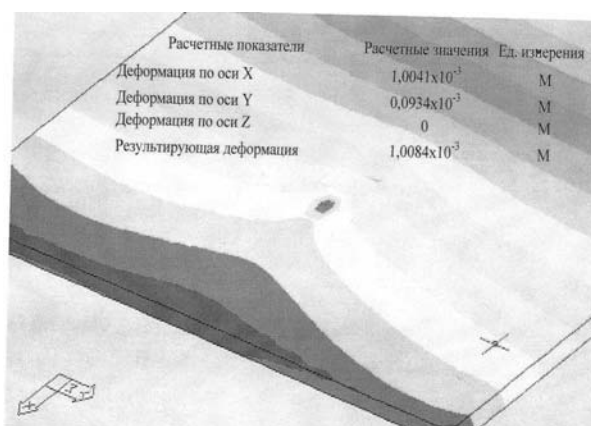 Расчетные показатели Расчетные значения Ед. измерения
Деформация по оси X 1,0041x10⁻³ М
Деформация по оси Y 0,0934x10⁻³ М
Деформация по оси Z 0 М
Результирующая деформация 1,0084x10⁻³ М
X Y